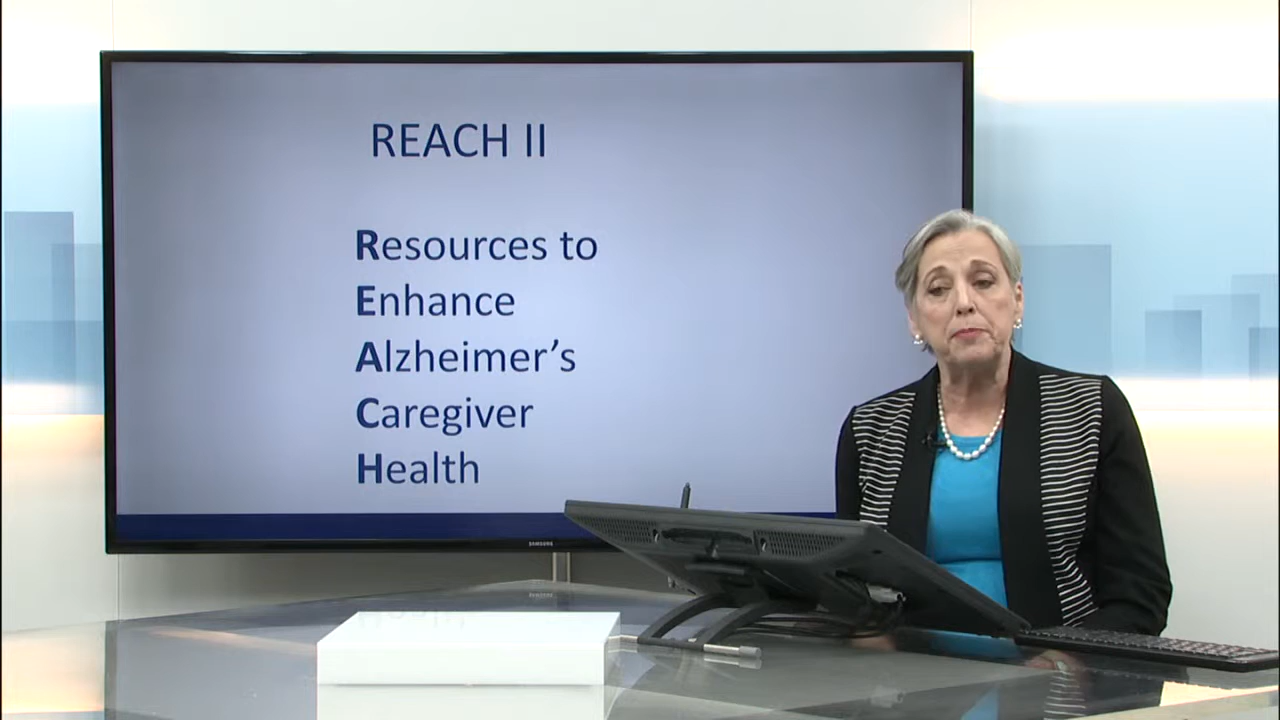 REACH II
Resources to
Enhance
Alzheimer's
Caregiver
Health
SAMSUNG